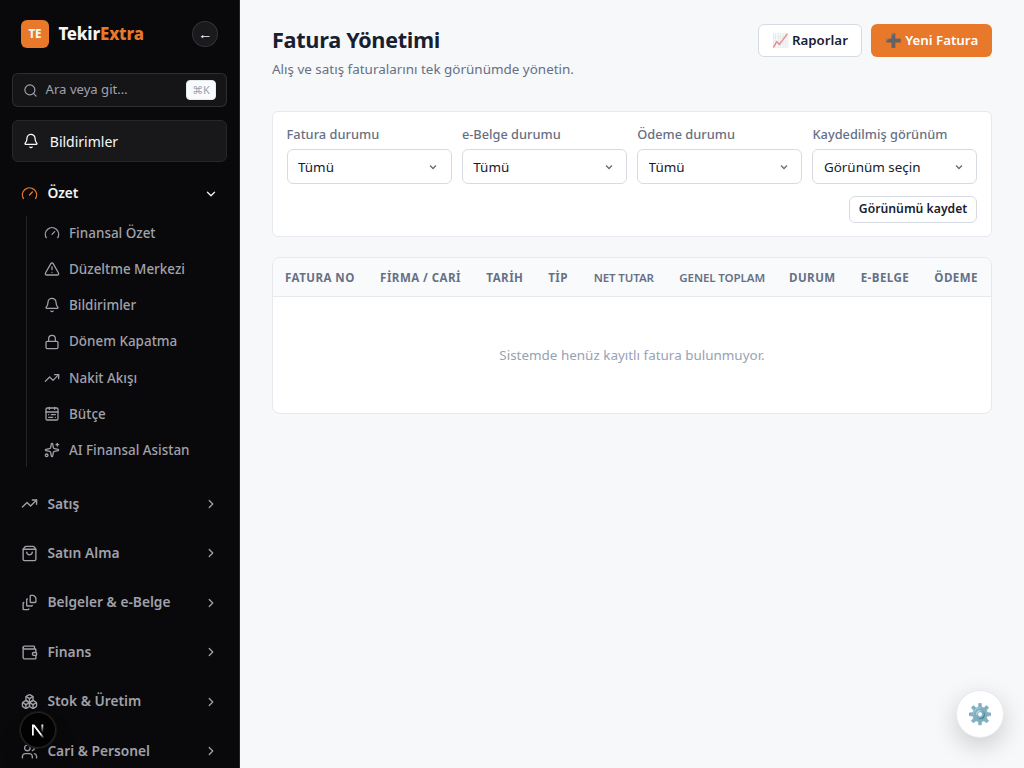 TE
TekirExtra
←
Ara veya git...
⌘K
Bildirimler
Özet
Finansal Özet
Düzeltme Merkezi
Bildirimler
Dönem Kapatma
Nakit Akışı
Bütçe
AI Finansal Asistan
Satış
Satın Alma
Belgeler & e-Belge
Finans
Stok & Üretim
N
Cari & Personel
Fatura Yönetimi
Alış ve satış faturalarını tek görünümde yönetin.
📈 Raporlar
➕ Yeni Fatura
Fatura durumu
Tümü
e-Belge durumu
Tümü
Ödeme durumu
Tümü
Kaydedilmiş görünüm
Görünüm seçin
Görünümü kaydet
FATURA NO FİRMA / CARİ TARİH TİP NET TUTAR GENEL TOPLAM DURUM E-BELGE ÖDEME
Sistemde henüz kayıtlı fatura bulunmuyor.